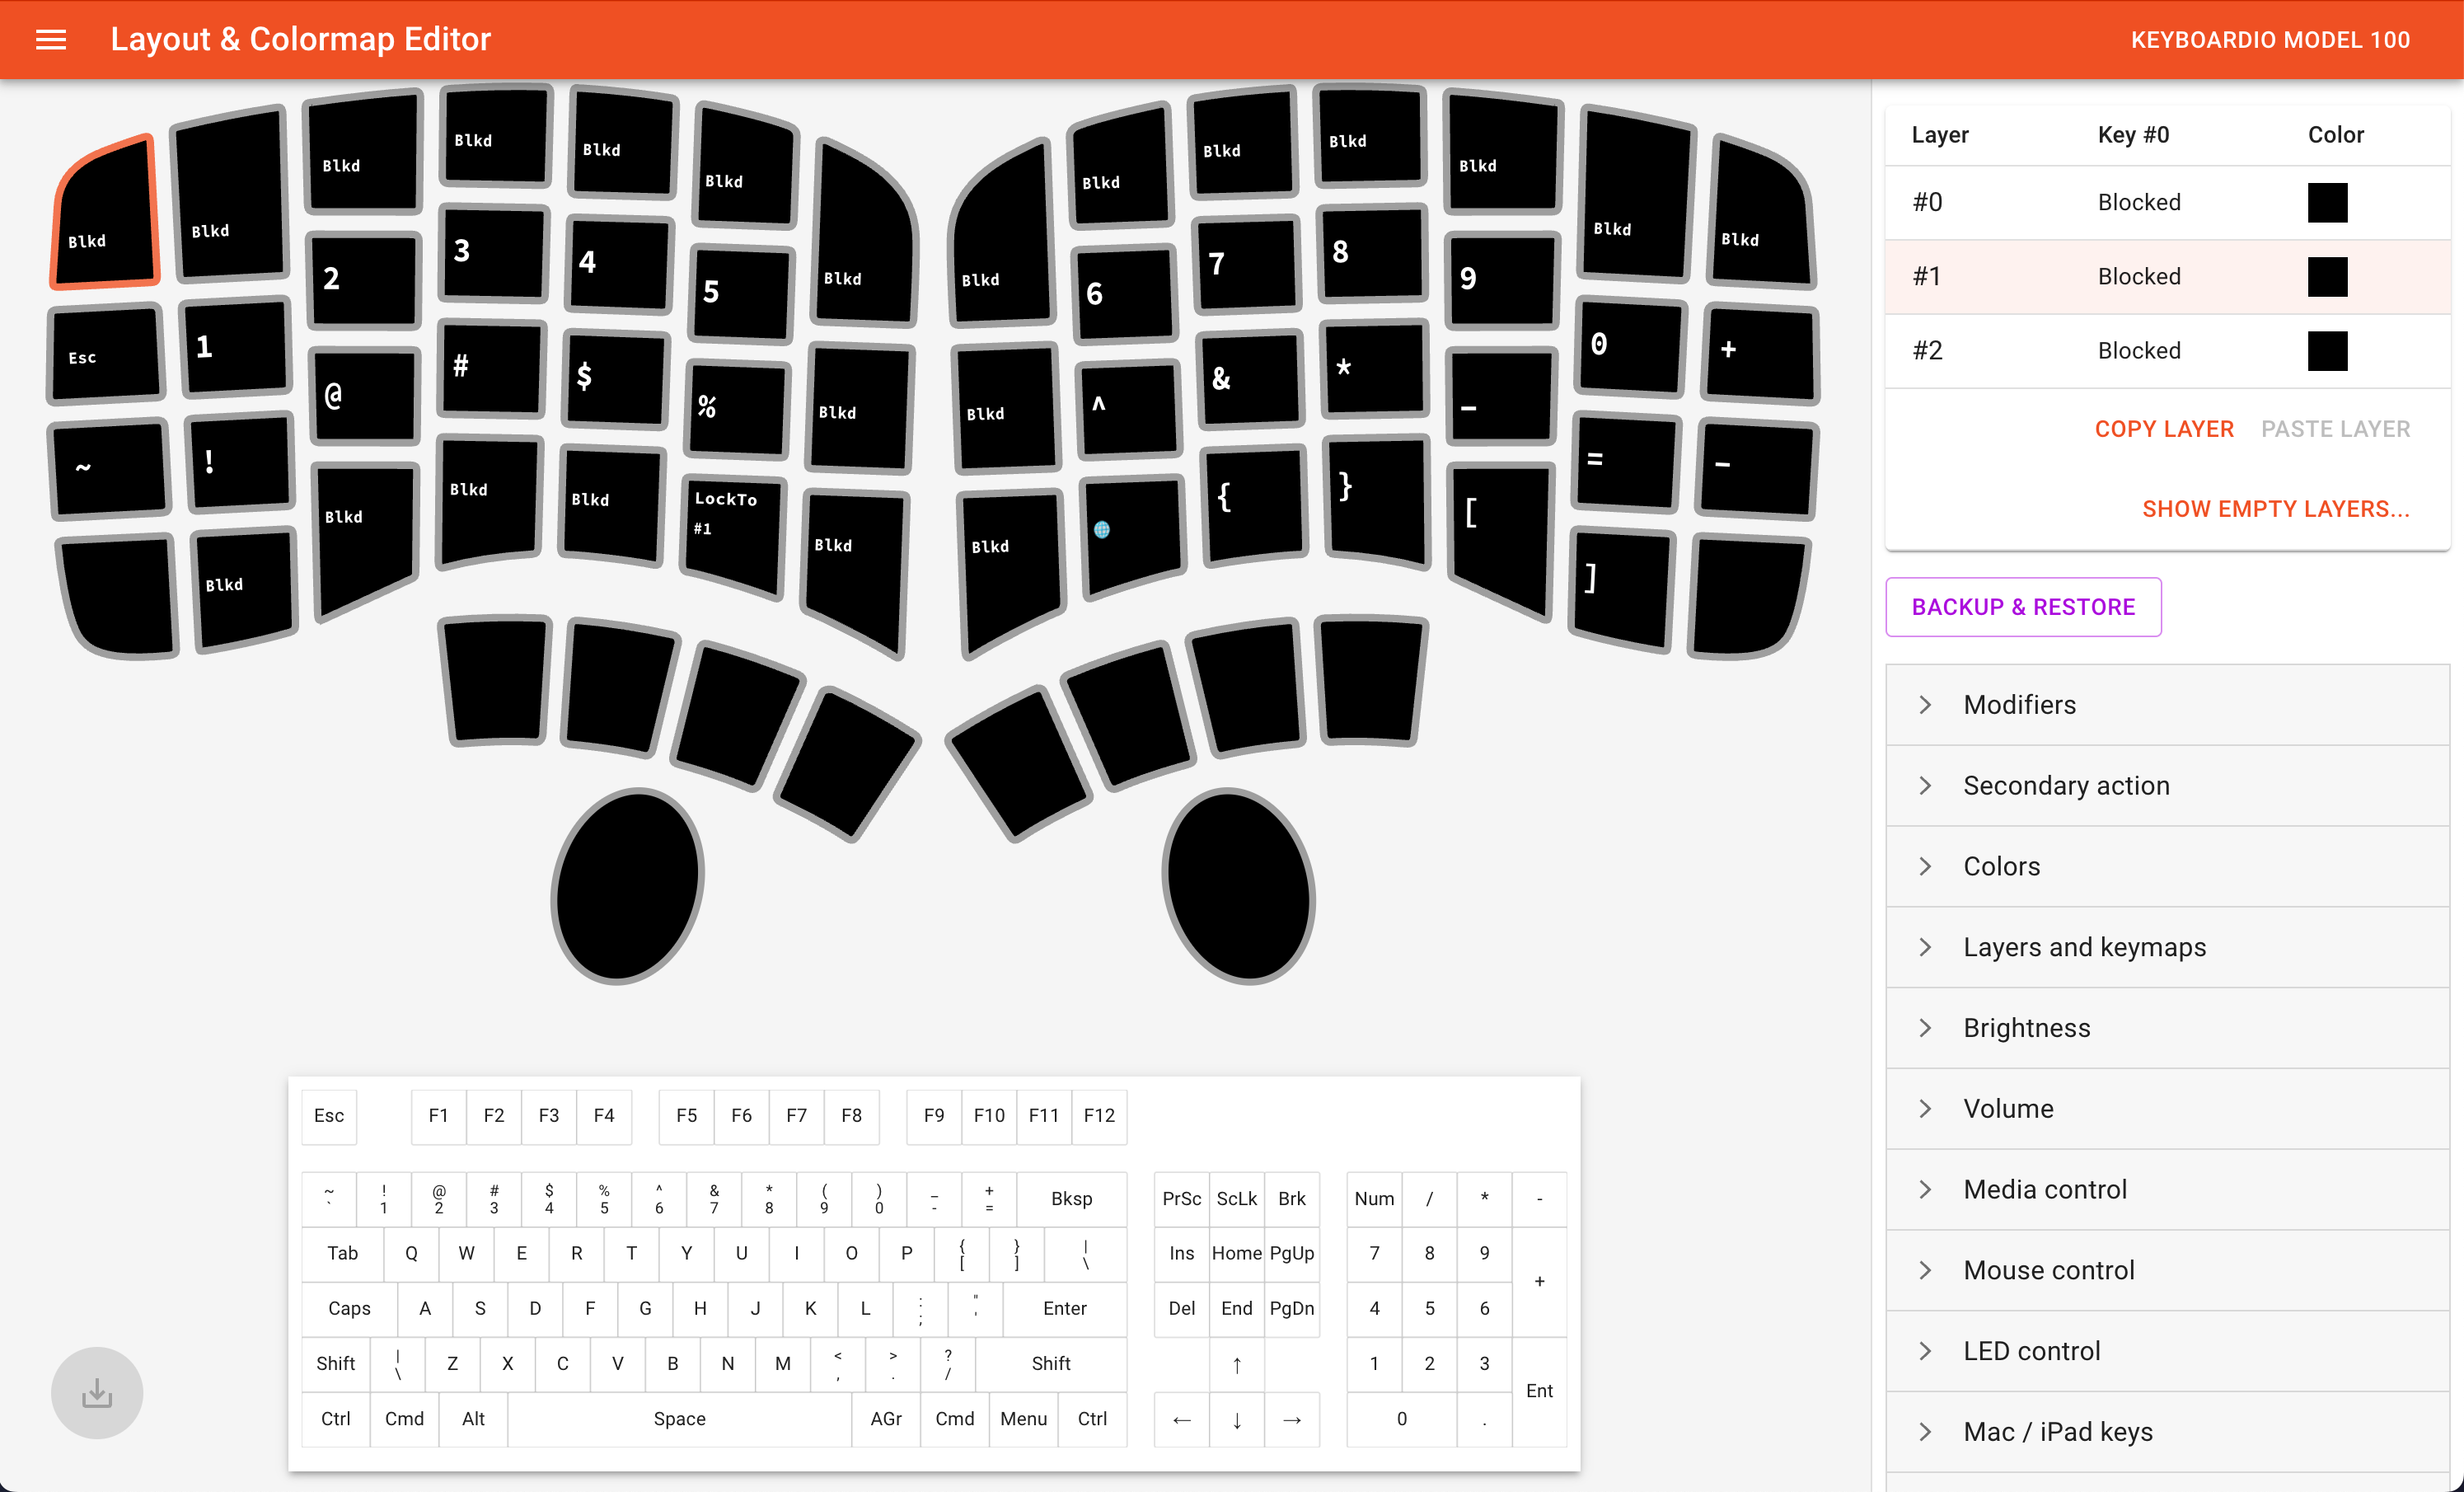 Layout & Colormap Editor
KEYBOARDIO MODEL 100
Blkd Blkd Blkd Blkd Blkd Blkd Blkd Blkd Blkd Blkd Blkd Blkd Blkd Blkd
Esc 1 2 3 4 5 6 7 8 9 0 +
~ ! @ # $ % Blkd Blkd ^ & * _ = -
Blkd Blkd Blkd Blkd LockTo Blkd Blkd { } [ ]
#1
Layer Key #0 Color
#0 Blocked
#1 Blocked
#2 Blocked
COPY LAYER PASTE LAYER
SHOW EMPTY LAYERS...
BACKUP & RESTORE
Modifiers
Secondary action
Colors
Layers and keymaps
Brightness
Volume
Media control
Mouse control
LED control
Mac / iPad keys
Esc F1 F2 F3 F4 F5 F6 F7 F8 F9 F10 F11 F12
~ ! @ # $ % ^ & * ( ) _ +
` 1 2 3 4 5 6 7 8 9 0 - = Bksp PrSc ScLk Brk Num / * -
Tab Q W E R T Y U I O P { } |
[ ] \ Ins Home PgUp 7 8 9 +
Caps A S D F G H J K L : " Enter Del End PgDn 4 5 6
; '
Shift | Z X C V B N M < > ? Shift ↑ 1 2 3 Ent
\ , . /
Ctrl Cmd Alt Space AGr Cmd Menu Ctrl ← ↓ → 0 .